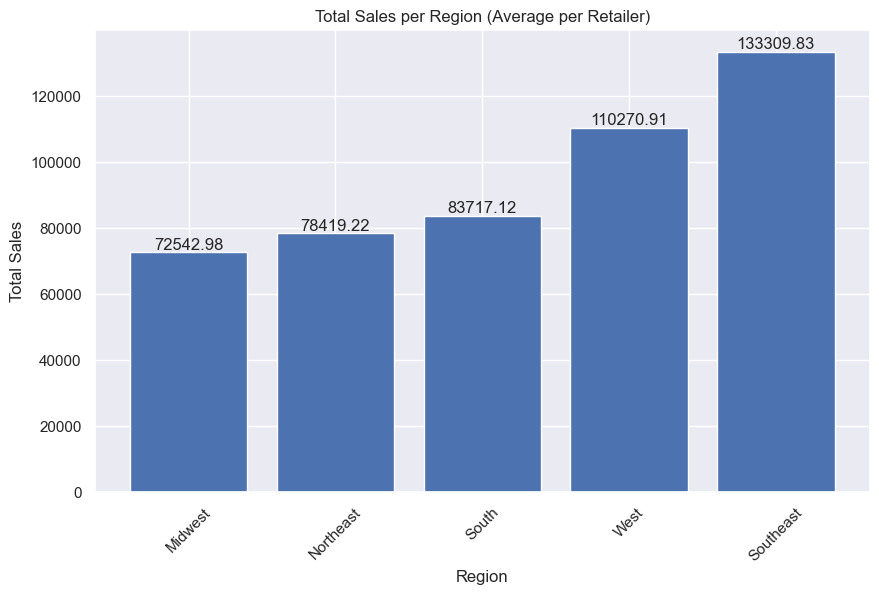 Total Sales per Region (Average per Retailer)
133309.83
120000
110270.91
100000
83717.12
80000
78419.22
72542.98
60000
40000
20000
0
Total Sales
Midwest
Northeast
South
West
Southeast
Region